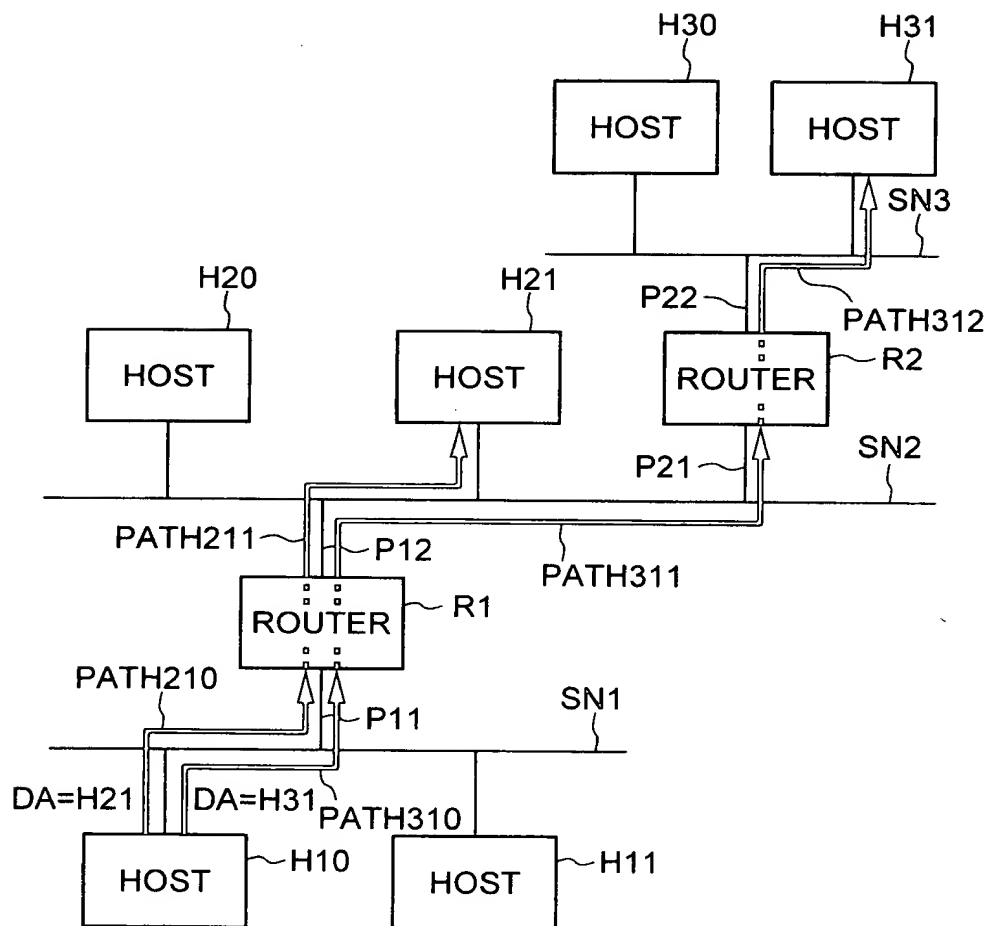 H30
H31
HOST
HOST
SN3
H20
H21
P22
PATH312
HOST
HOST
ROUTER
R2
P21
SN2
PATH211
P12
PATH311
ROUTER
R1
PATH210
P11
SN1
DA=H21
DA=H31
PATH310
HOST
H10
HOST
H11